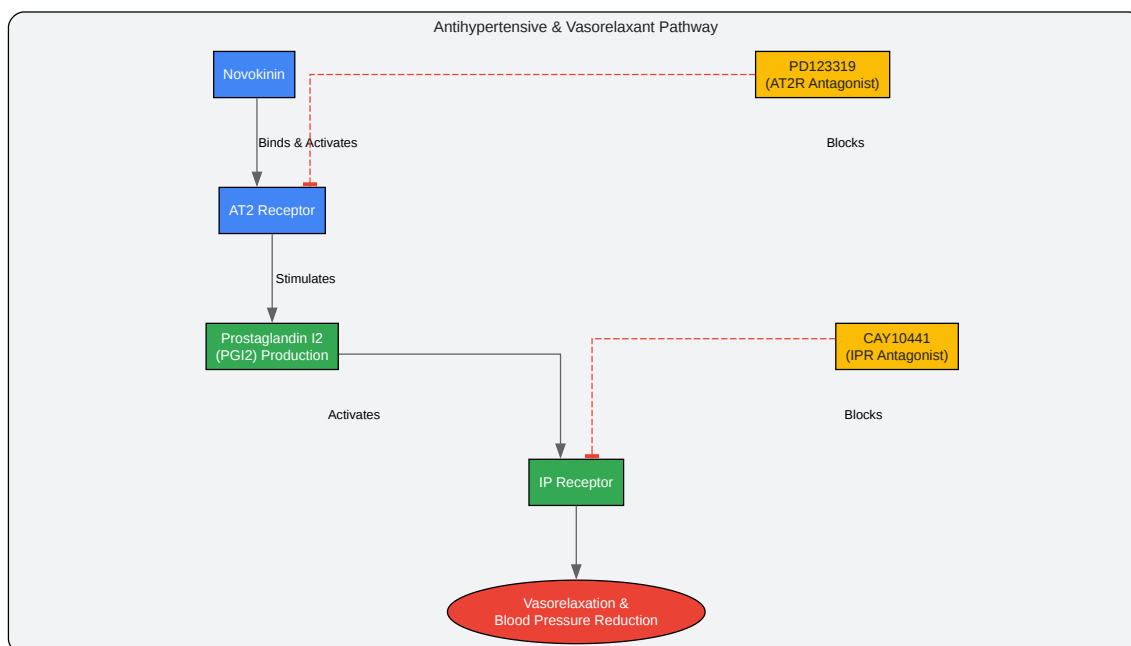 Antihypertensive & Vasorelaxant Pathway
Novokinin
PD123319
(AT2R Antagonist)
Binds & Activates
Blocks
AT2 Receptor
Stimulates
Prostaglandin I2
(PGI2) Production
CAY10441
(IPR Antagonist)
Activates
Blocks
IP Receptor
Vasorelaxation &
Blood Pressure Reduction